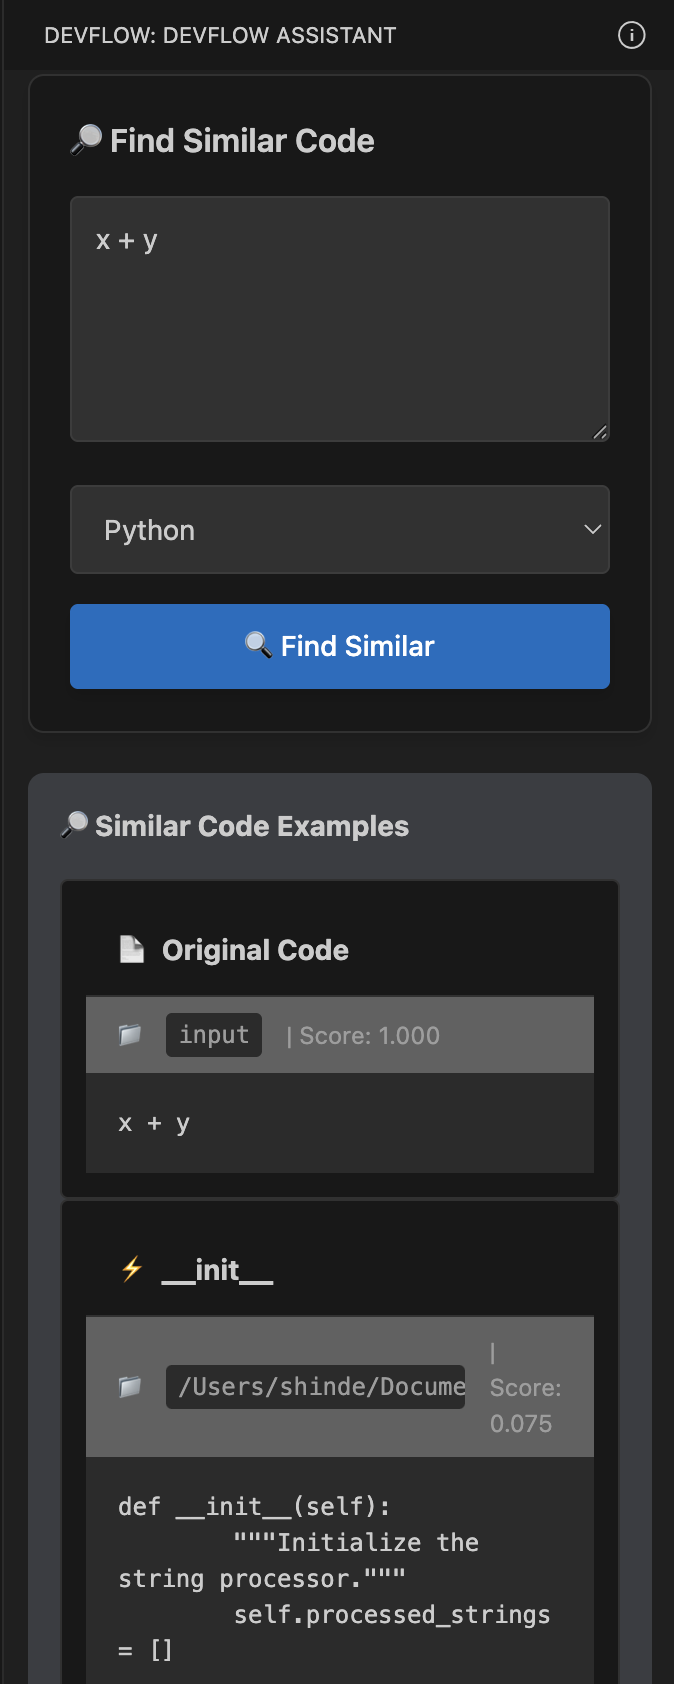 DEVFLOW: DEVFLOW ASSISTANT
Find Similar Code
x + y
Python
Find Similar
Similar Code Examples
Original Code
input | Score: 1.000
x + y
__init__
/Users/shinde/Docume |
Score:
0.075
def __init__(self):
"""Initialize the
string processor."""
self.processed_strings
= []